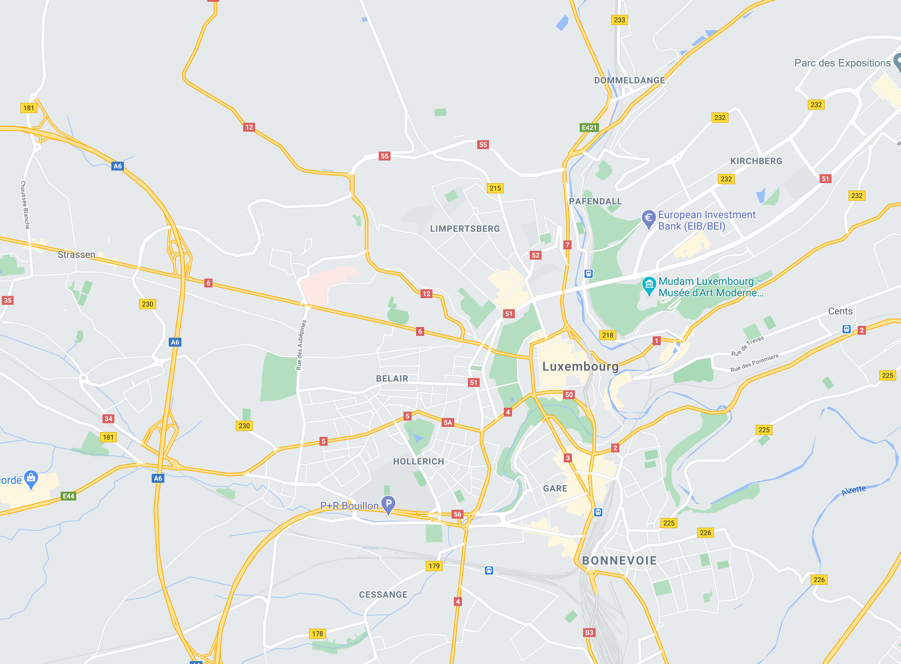 233
Parc des Expositions
DOMMELDANGE
181
232
232
12
E421
55
55
A6
KIRCHBERG
51
232
215
232
Chaussée Blanche
PAFENDALL
European Investment
Bank (EIB/BEI)
LIMPERTSBERG
7
52
Strassen
6
Mudam Luxembourg –
Musée d'Art Moderne...
12
35
230
51
Cents
6
218
2
Rue des Aubépines
A6
1
Rue de Treves
Rue des Pommiers
Luxembourg
BELAIR
51
225
50
34
5
4
5A
230
225
181
5
2
HOLLERICH
3
A6
orde
GARE
Alzette
E44
P+R Bouillon
56
225
226
BONNEVOIE
179
226
CESSANGE
4
178
B3